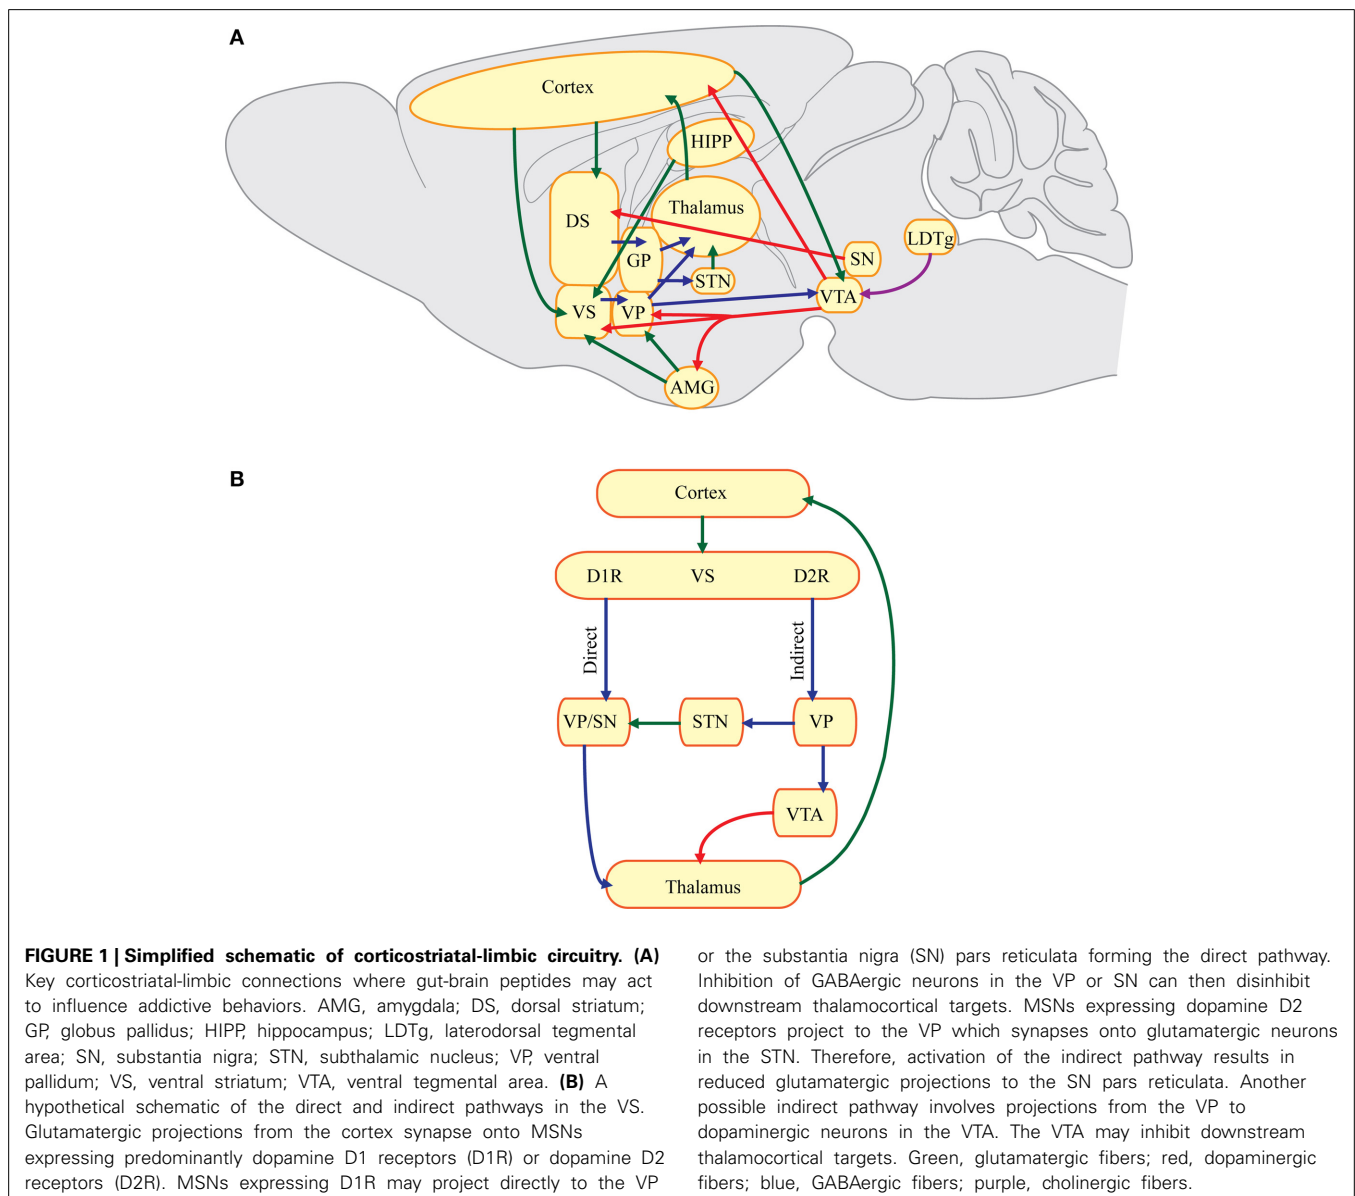 A
Cortex
HIPP
Thalamus
DS
GP
STN
SN
LDTg
VTA
VS
VP
AMG
B
Cortex
D1R VS D2R
Direct
Indirect
VP/SN STN VP
VTA
Thalamus
FIGURE 1 | Simplified schematic of corticostriatal-limbic circuitry. (A)
Key corticostriatal-limbic connections where gut-brain peptides may act
to influence addictive behaviors. AMG, amygdala; DS, dorsal striatum;
GP, globus pallidus; HIPP, hippocampus; LDTg, laterodorsal tegmental
area; SN, substantia nigra; STN, subthalamic nucleus; VP, ventral
pallidum; VS, ventral striatum; VTA, ventral tegmental area. (B) A
hypothetical schematic of the direct and indirect pathways in the VS.
Glutamatergic projections from the cortex synapse onto MSNs
expressing predominantly dopamine D1 receptors (D1R) or dopamine D2
receptors (D2R). MSNs expressing D1R may project directly to the VP
or the substantia nigra (SN) pars reticulata forming the direct pathway.
Inhibition of GABAergic neurons in the VP or SN can then disinhibit
downstream thalamocortical targets. MSNs expressing dopamine D2
receptors project to the VP which synapses onto glutamatergic neurons
in the STN. Therefore, activation of the indirect pathway results in
reduced glutamatergic projections to the SN pars reticulata. Another
possible indirect pathway involves projections from the VP to
dopaminergic neurons in the VTA. The VTA may inhibit downstream
thalamocortical targets. Green, glutamatergic fibers; red, dopaminergic
fibers; blue, GABAergic fibers; purple, cholinergic fibers.